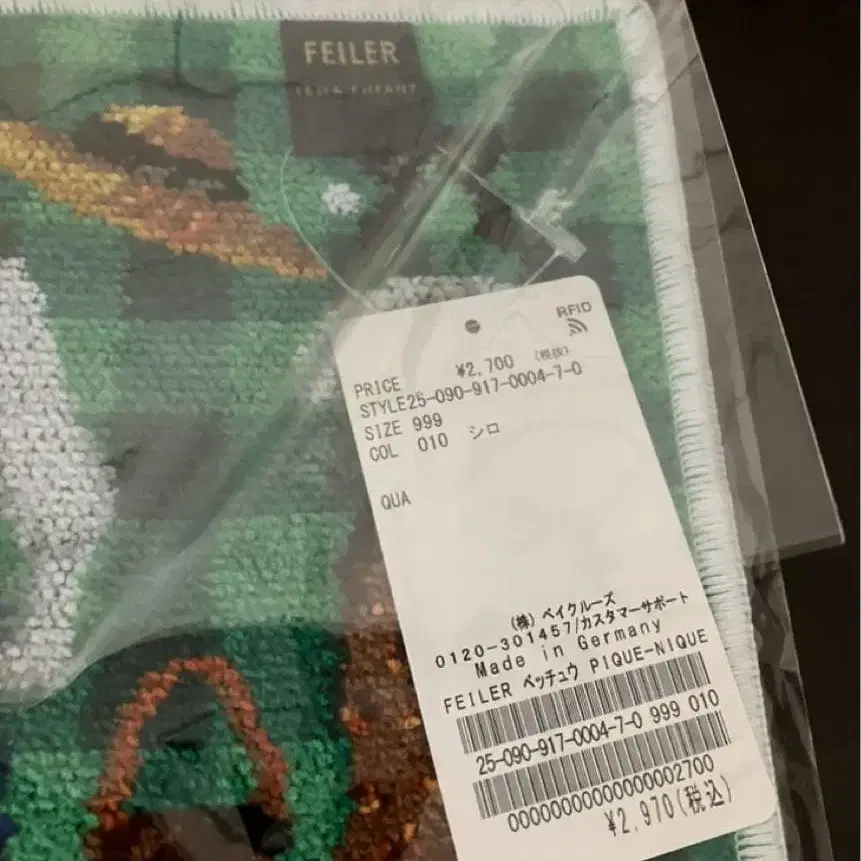 FEILER
RFID
PRICE ¥2,700 (税抜)
STYLE25-090-917-0004-7-0
SIZE 999
COL 010 シロ
QUA
(株) ベイクルーズ
0120-301457/カスタマーサポート
Made in Germany
FEILER ベッチュウ PIQUE-NIQUE
25-090-917-0004-7-0 999 010
00000000000000002700
¥2,970(税込)